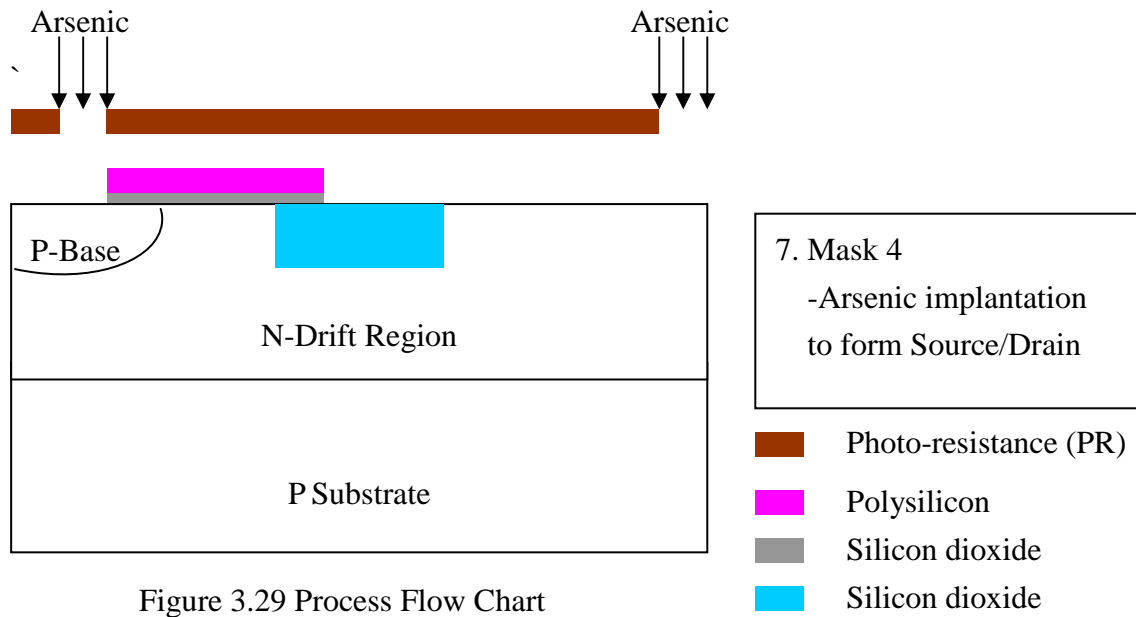 Arsenic
Arsenic
`
P-Base
N-Drift Region
P Substrate
7. Mask 4
-Arsenic implantation
to form Source/Drain
Photo-resistance (PR)
Polysilicon
Silicon dioxide
Silicon dioxide
Figure 3.29 Process Flow Chart